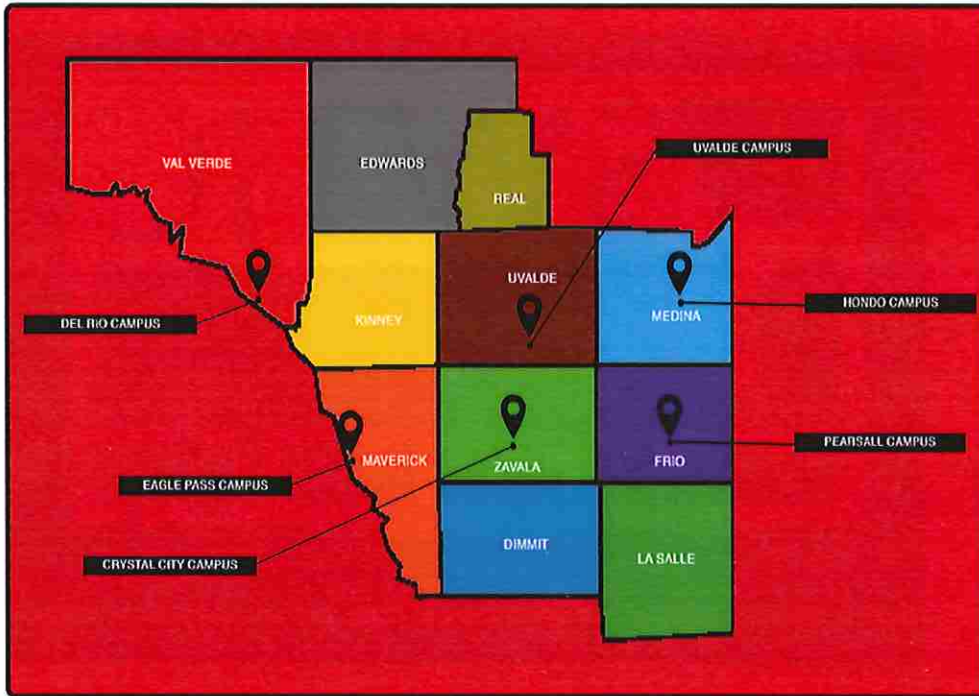 VAL VERDE
EDWARDS
UVALDE CAMPUS
REAL
UVALDE
HONDO CAMPUS
DEL RIO CAMPUS
KINNEY
MEDINA
PEARSALL CAMPUS
MAVERICK
ZAVALA
FRIO
EAGLE PASS CAMPUS
DIMMIT
LA SALLE
CRYSTAL CITY CAMPUS